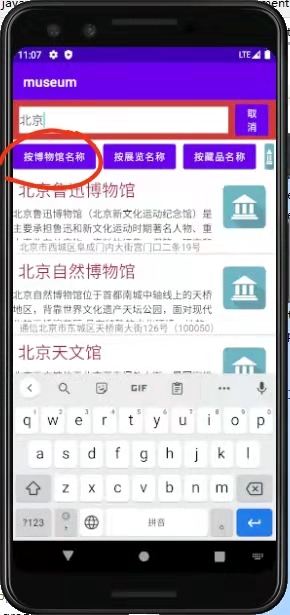 11:07
LTE
museum
北京
取消
按博物馆名称
按展览名称
按藏品名称
北京鲁迅博物馆
北京鲁迅博物馆（北京新文化运动纪念馆）是
主要承担鲁迅和新文化运动时期著名人物、重
北京市西城区阜成门内大街宫门口二条19号
北京自然博物馆
北京自然博物馆位于首都南城中轴线上的天桥
地区，背靠世界文化遗产天坛公园，面对现代
通信北京市东城区天桥南大街126号（100050）
北京天文馆
GIF
q w e r t y u i o p
a s d f g h j k l
z x c v b n m
?123 , 拼音 。